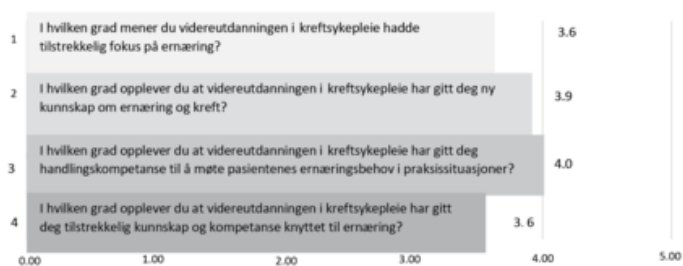 1
I hvilken grad mener du videreutdanningen i kreftsykepleie hadde
tilstrekkelig fokus på ernæring?
3.6
2
I hvilken grad opplever du at videreutdanningen i kreftsykepleie har gitt deg ny
kunnskap om ernæring og kreft?
3.9
3
I hvilken grad opplever du at videreutdanningen i kreftsykepleie har gitt deg
handlingskompetanse til å møte pasientenes ernæringsbehov i praksissituasjoner?
4.0
4
I hvilken grad opplever du at videreutdanningen i kreftsykepleie har gitt
deg tilstrekkelig kunnskap og kompetanse knyttet til ernæring?
3. 6
0.00 1.00 2.00 3.00 4.00 5.00